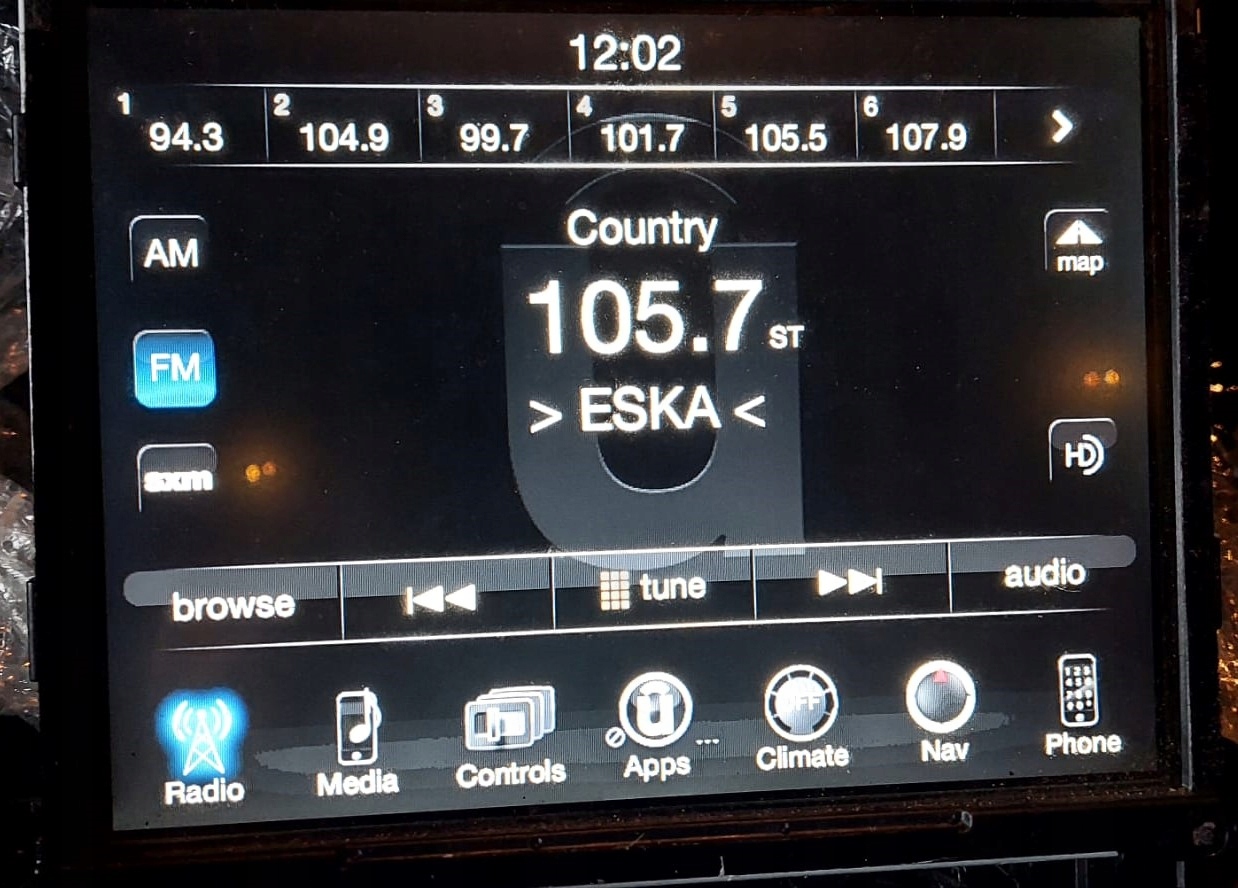 12:02
1 94.3 2 104.9 3 99.7 4 101.7 5 105.5 6 107.9
Country
AM
map
105.7 ST
FM
> ESKA <
sxm
HD
browse tune audio
OFF
Radio Media Controls Apps ... Climate Nav Phone